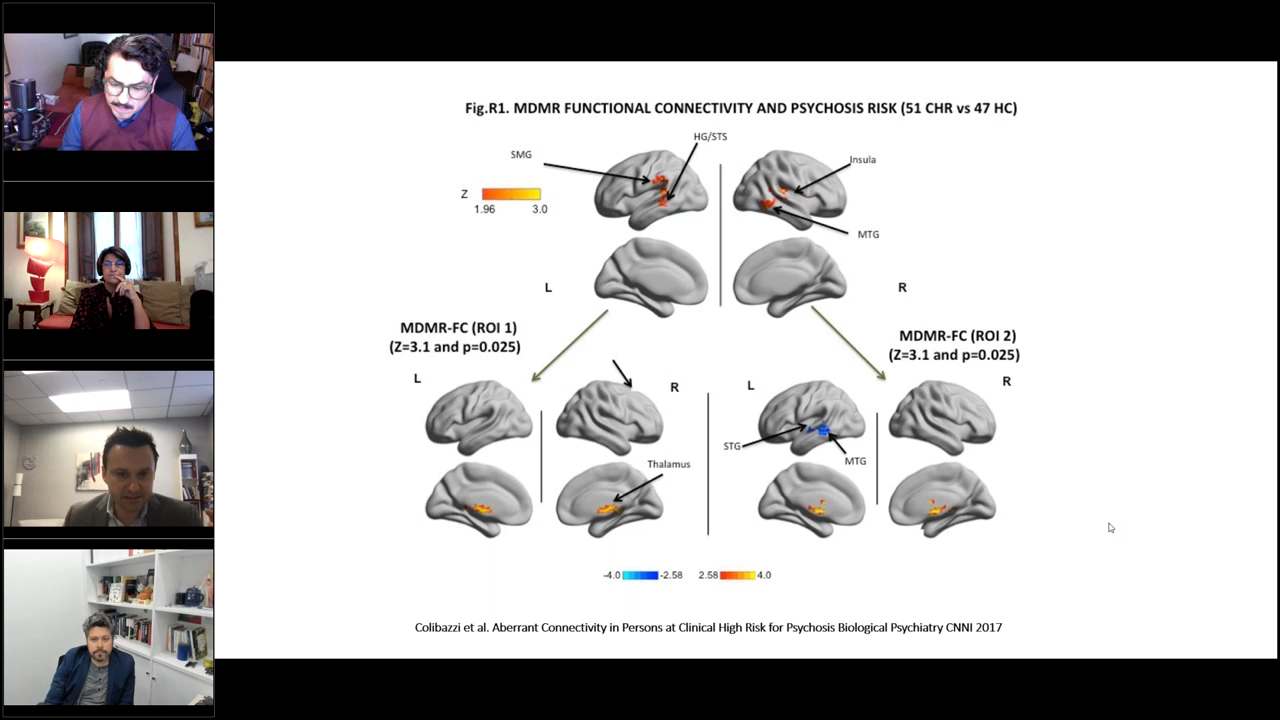 Fig.R1. MDMR FUNCTIONAL CONNECTIVITY AND PSYCHOSIS RISK (51 CHR vs 47 HC)
HG/STS
SMG
Insula
Z
1.96 3.0
MTG
L
R
MDMR-FC (ROI 1)
(Z=3.1 and p=0.025)
MDMR-FC (ROI 2)
(Z=3.1 and p=0.025)
L
R
L
R
STG
MTG
Thalamus
-4.0 -2.58 2.58 4.0
Colibazzi et al. Aberrant Connectivity in Persons at Clinical High Risk for Psychosis Biological Psychiatry CNNI 2017